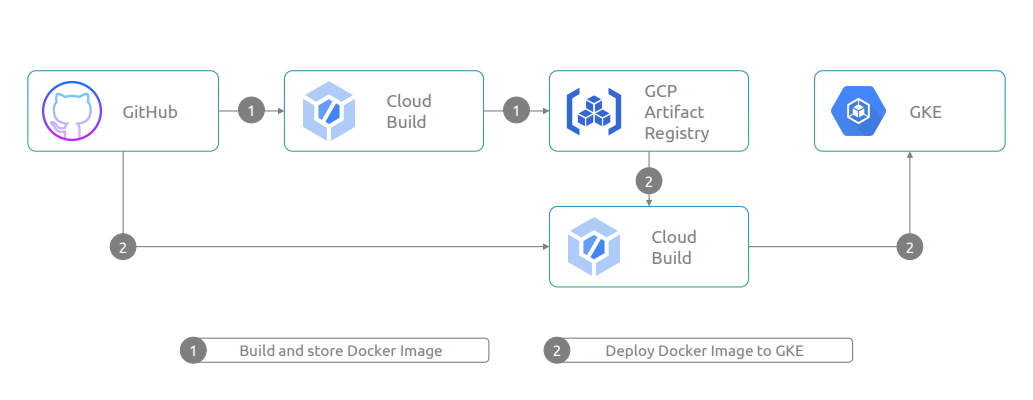 GitHub
1
Cloud
Build
1
GCP
Artifact
Registry
GKE
2
2
Cloud
Build
2
1 Build and store Docker Image
2 Deploy Docker Image to GKE